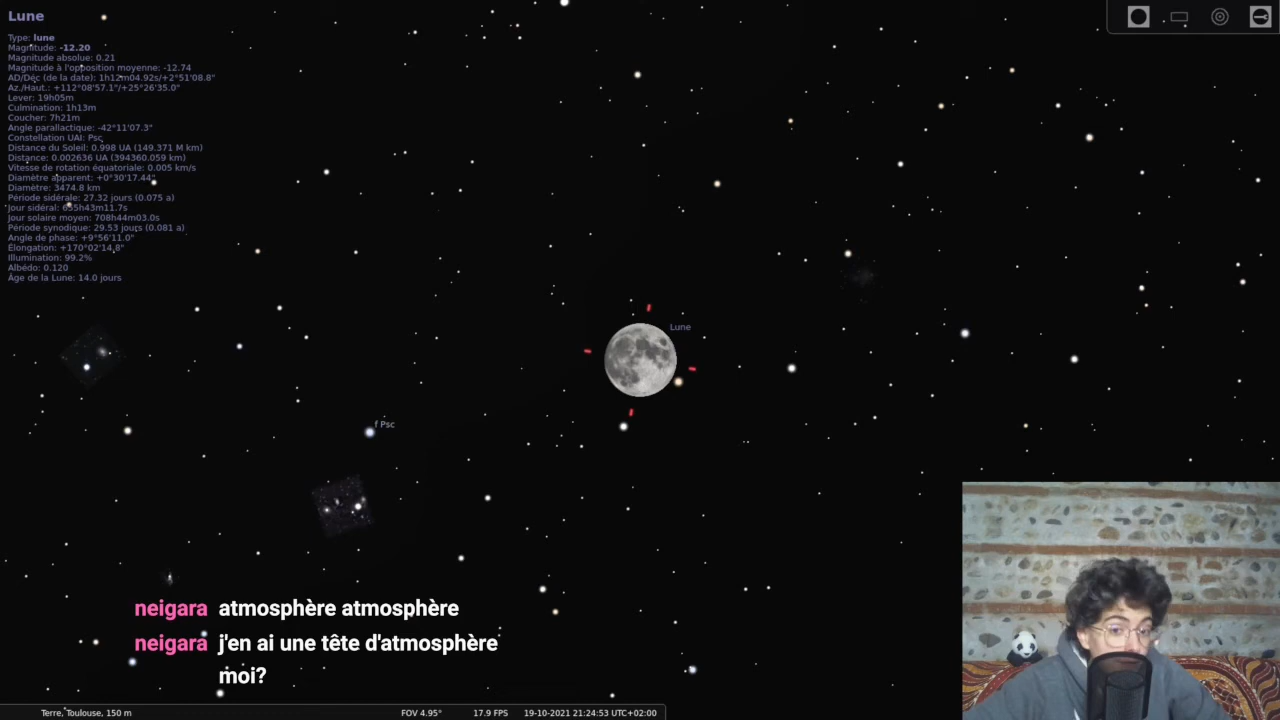 Lune
Type: lune
Magnitude: -12.20
Magnitude absolue: 0.21
Magnitude à l'opposition moyenne: -12.74
AD/Déc (de la date): 1h12m04.92s/+2°51'08.8"
Az./Haut.: +112°08'57.1"/+25°26'35.0"
Lever: 19h05m
Culmination: 1h13m
Coucher: 7h21m
Angle parallactique: -42°11'07.3"
Constellation UAI: Psc
Distance du Soleil: 0.998 UA (149.371 M km)
Distance: 0.002636 UA (394360.059 km)
Vitesse de rotation équatoriale: 0.005 km/s
Diamètre apparent: +0°30'17.44"
Diamètre: 3474.8 km
Période sidérale: 27.32 jours (0.075 a)
Jour sidéral: 655h43m11.7s
Jour solaire moyen: 708h44m03.0s
Période synodique: 29.53 jours (0.081 a)
Angle de phase: +9°56'11.0"
Élongation: +170°02'14.8"
Illumination: 99.2%
Albédo: 0.120
Âge de la Lune: 14.0 jours
Lune
f Psc
neigara atmosphère atmosphère
neigara j'en ai une tête d'atmosphère
moi?
Terre, Toulouse, 150 m FOV 4.95° 17.9 FPS 19-10-2021 21:24:53 UTC+02:00